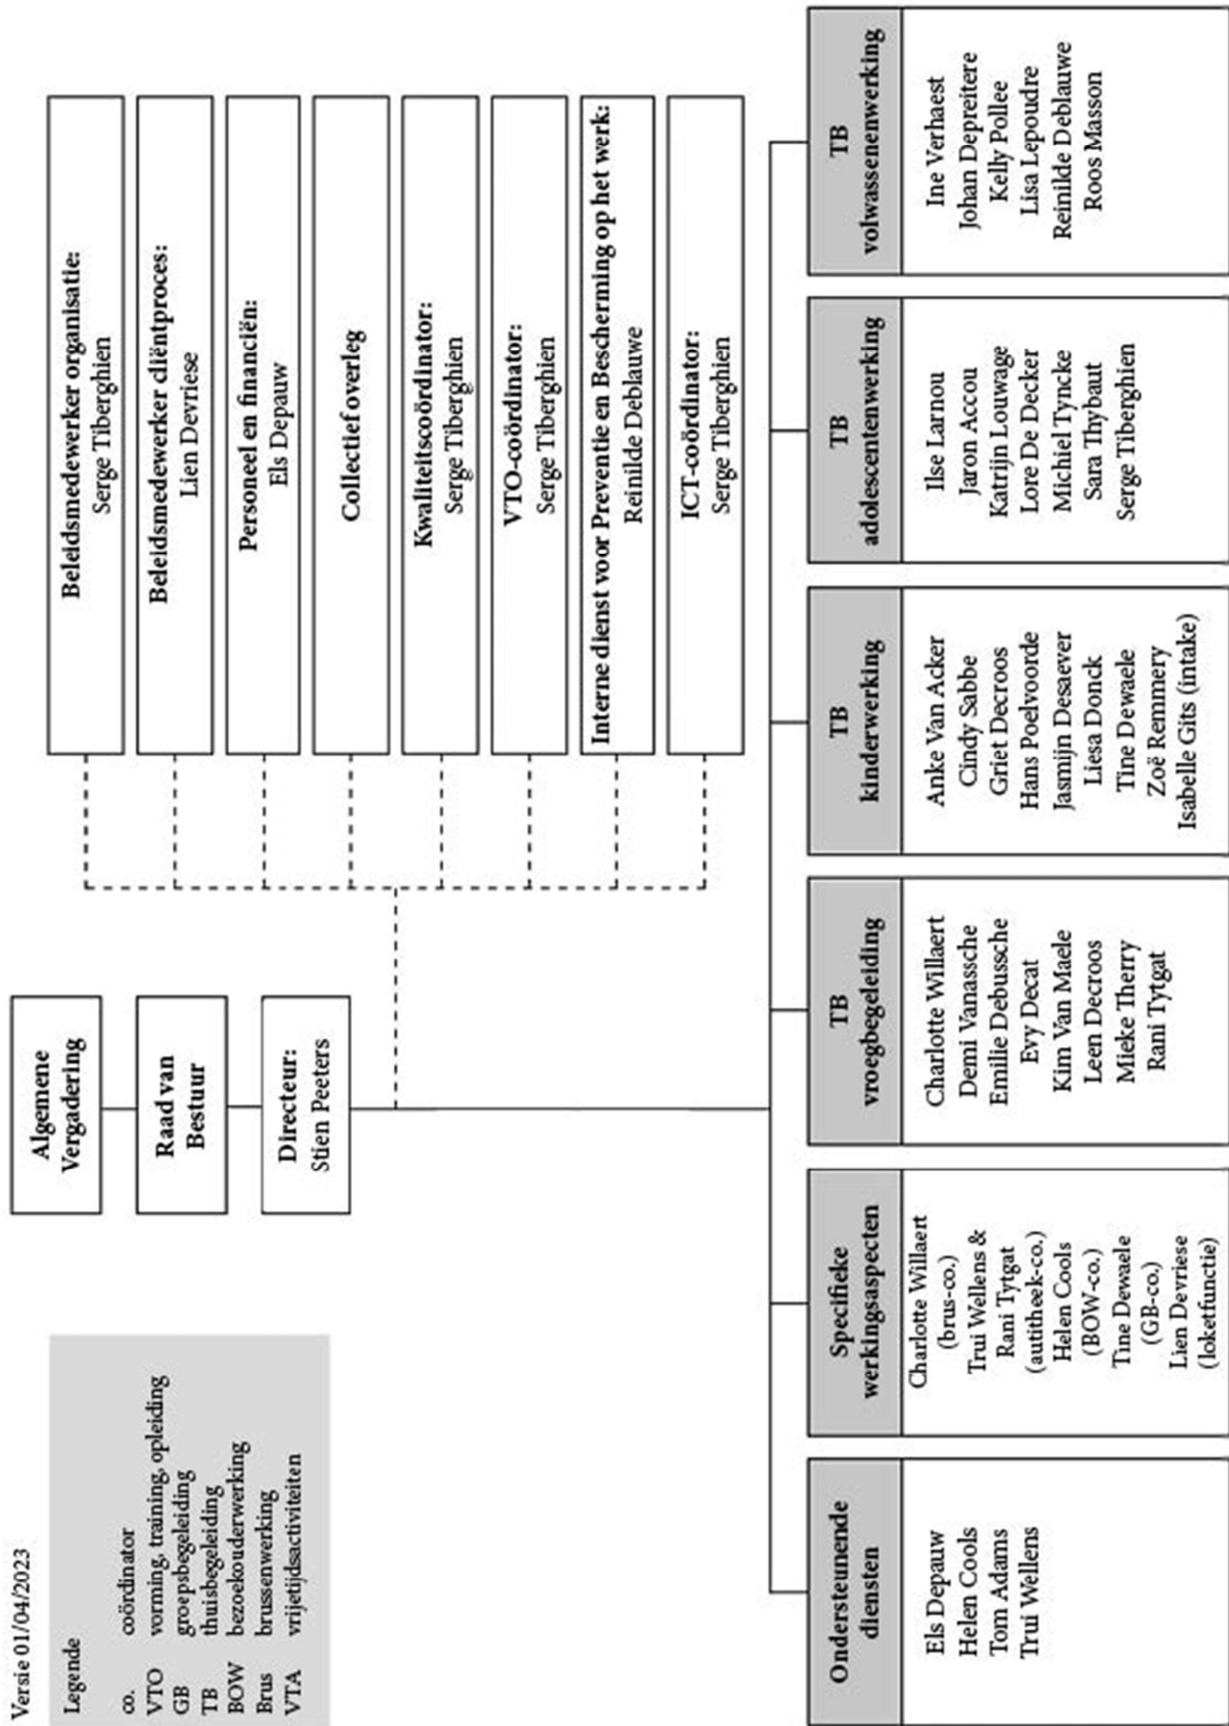 Versie 01/04/2023
Legende
co. coördinator
VTO vorming, training, opleiding
GB groepsbegeleiding
TB thuisbegeleiding
BOW bezoekouderwerking
Brus brussenwerking
VTA vrijetijdsactiviteiten
Algemene
Vergadering
Raad van
Bestuur
Directeur:
Stien Peeters
Beleidsmedewerker organisatie:
Serge Tiberghien
Beleidsmedewerker cliëntproces:
Lien Devriese
Personeel en financiën:
Els Depauw
Collectief overleg
Kwaliteitscoördinator:
Serge Tiberghien
VTO-coördinator:
Serge Tiberghien
Interne dienst voor Preventie en Bescherming op het werk:
Reinilde Deblauwe
ICT-coördinator:
Serge Tiberghien
Ondersteunende
diensten
Els Depauw
Helen Cools
Tom Adams
Trui Wellens
Specifieke
werkingsaspecten
Charlotte Willaert
(brus-co.)
Trui Wellens &
Rani Tytgat
(autitheek-co.)
Helen Cools
(BOW-co.)
Tine Dewaele
(GB-co.)
Lien Devriese
(loketfunctie)
TB
vroegbegeleiding
Charlotte Willaert
Demi Vanassche
Emilie Debussche
Evy Decat
Kim Van Maele
Leen Decroos
Mieke Therry
Rani Tytgat
TB
kinderwerking
Anke Van Acker
Cindy Sabbe
Griet Decroos
Hans Poelvoorde
Jasmijn Desaever
Liesa Donck
Tine Dewaele
Zoë Remmery
Isabelle Gits (intake)
TB
adolescentenwerking
Ilse Larnou
Jaron Accou
Katrijn Louwage
Lore De Decker
Michiel Tyncke
Sara Thybaut
Serge Tiberghien
TB
volwassenenwerking
Ine Verhaest
Johan Depreitere
Kelly Pollee
Lisa Lepoudre
Reinilde Deblauwe
Roos Masson